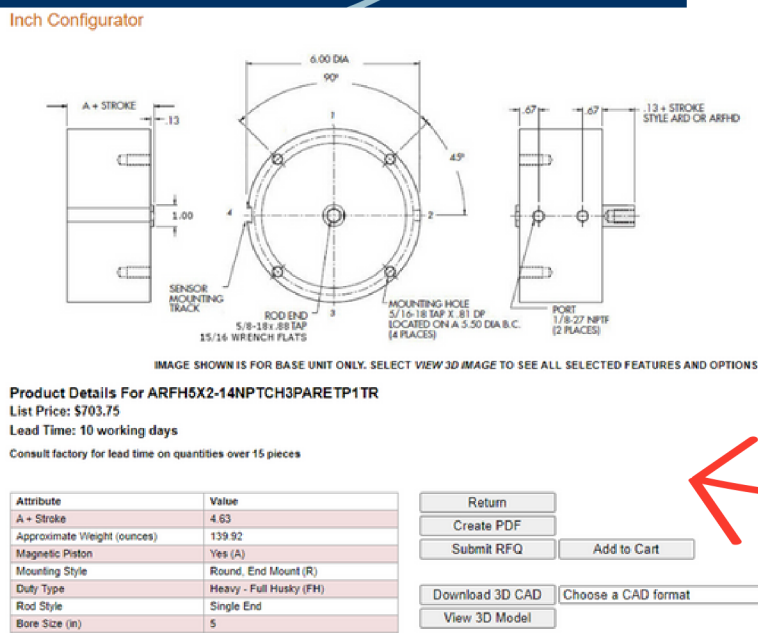 Inch Configurator
6.00 DIA
90°
A + STROKE
.13
1
45°
.67
.67
.13 + STROKE
STYLE ARD OR ARFHD
1.00
4
2
SENSOR
MOUNTING
TRACK
ROD END
5/8-18 x .88 TAP
15/16 WRENCH FLATS
3
MOUNTING HOLE
5/16-18 TAP X .81 DP
LOCATED ON A 5.50 DIA B.C.
(4 PLACES)
PORT
1/8-27 NPTF
(2 PLACES)
IMAGE SHOWN IS FOR BASE UNIT ONLY. SELECT VIEW 3D IMAGE TO SEE ALL SELECTED FEATURES AND OPTIONS
Product Details For ARFH5X2-14NPTCH3PARETP1TR
List Price: $703.75
Lead Time: 10 working days
Consult factory for lead time on quantities over 15 pieces
Attribute Value
A + Stroke 4.63
Approximate Weight (ounces) 139.92
Magnetic Piston Yes (A)
Mounting Style Round, End Mount (R)
Duty Type Heavy - Full Husky (FH)
Rod Style Single End
Bore Size (in) 5
Return
Create PDF
Submit RFQ Add to Cart
Download 3D CAD Choose a CAD format
View 3D Model